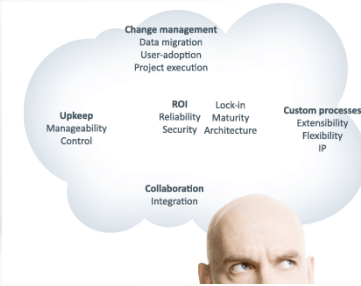 Change management
Data migration
User-adoption
Project execution
Upkeep
Manageability
Control
ROI
Reliability
Security
Lock-in
Maturity
Architecture
Custom processes
Extensibility
Flexibility
IP
Collaboration
Integration